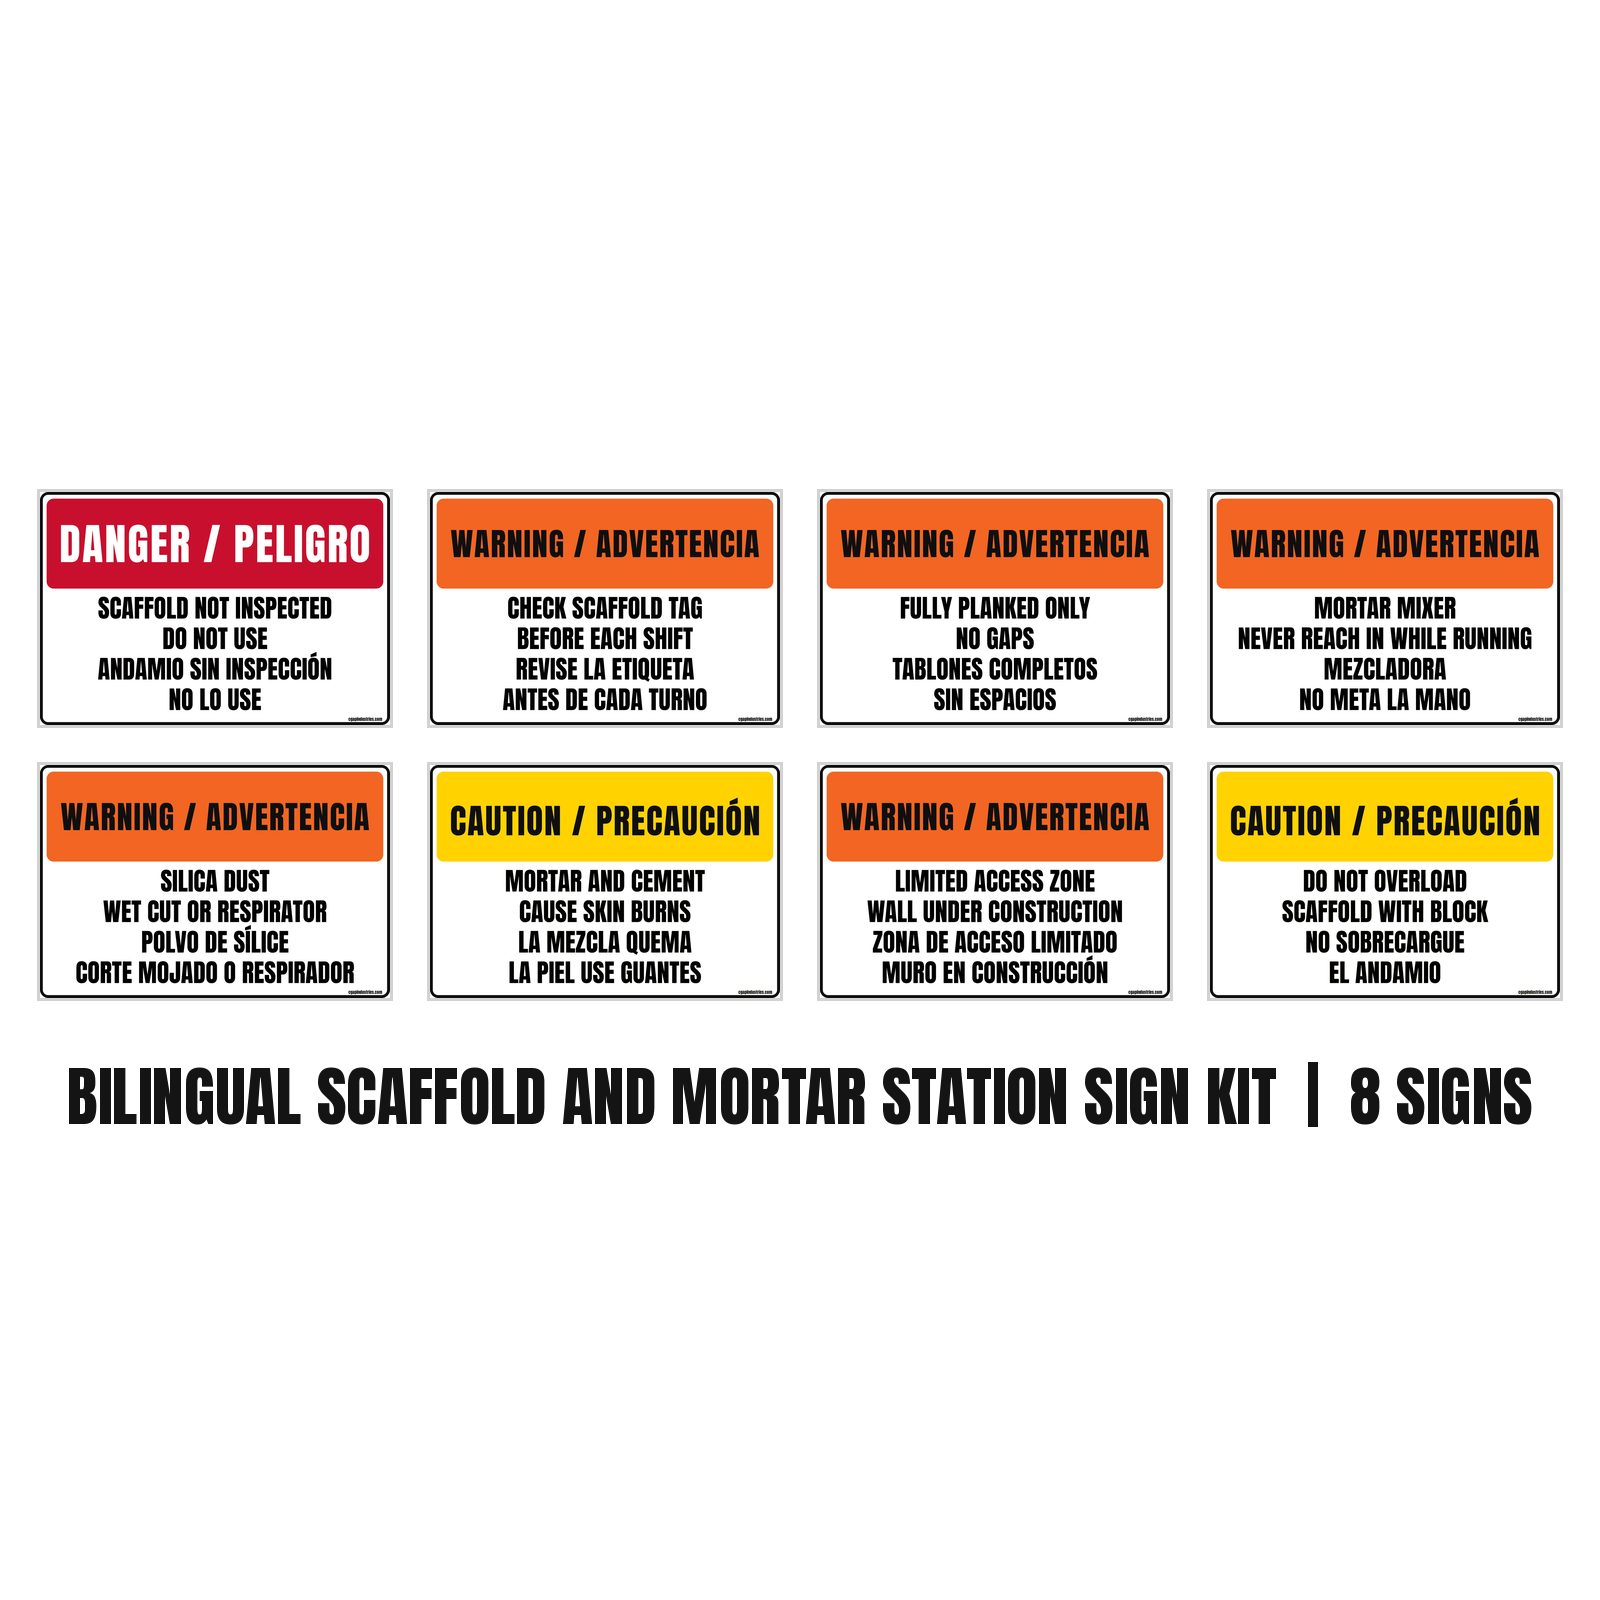 DANGER / PELIGRO
SCAFFOLD NOT INSPECTED
DO NOT USE
ANDAMIO SIN INSPECCIÓN
NO LO USE
WARNING / ADVERTENCIA
CHECK SCAFFOLD TAG
BEFORE EACH SHIFT
REVISE LA ETIQUETA
ANTES DE CADA TURNO
WARNING / ADVERTENCIA
FULLY PLANKED ONLY
NO GAPS
TABLONES COMPLETOS
SIN ESPACIOS
WARNING / ADVERTENCIA
MORTAR MIXER
NEVER REACH IN WHILE RUNNING
MEZCLADORA
NO META LA MANO
WARNING / ADVERTENCIA
SILICA DUST
WET CUT OR RESPIRATOR
POLVO DE SÍLICE
CORTE MOJADO O RESPIRADOR
CAUTION / PRECAUCIÓN
MORTAR AND CEMENT
CAUSE SKIN BURNS
LA MEZCLA QUEMA
LA PIEL USE GUANTES
WARNING / ADVERTENCIA
LIMITED ACCESS ZONE
WALL UNDER CONSTRUCTION
ZONA DE ACCESO LIMITADO
MURO EN CONSTRUCCIÓN
CAUTION / PRECAUCIÓN
DO NOT OVERLOAD
SCAFFOLD WITH BLOCK
NO SOBRECARGUE
EL ANDAMIO
BILINGUAL SCAFFOLD AND MORTAR STATION SIGN KIT | 8 SIGNS